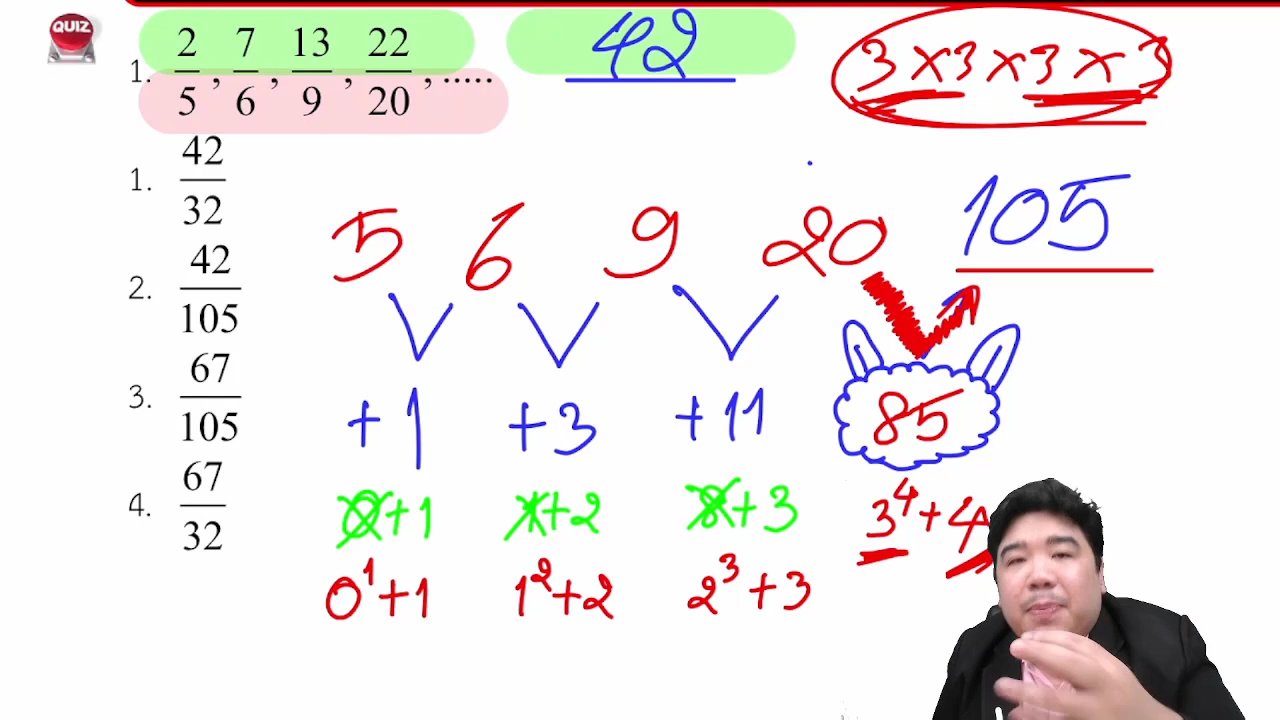 QUIZ
1. 2/5 , 7/6 , 13/9 , 22/20 , .....
42
3 × 3 × 3 × 3
1. 42/32
2. 42/105
3. 67/105
4. 67/32
5 6 9 20 105
+1 +3 +11 85
0+1 1+2 8+3
0¹+1 1²+2 2³+3 3⁴+4